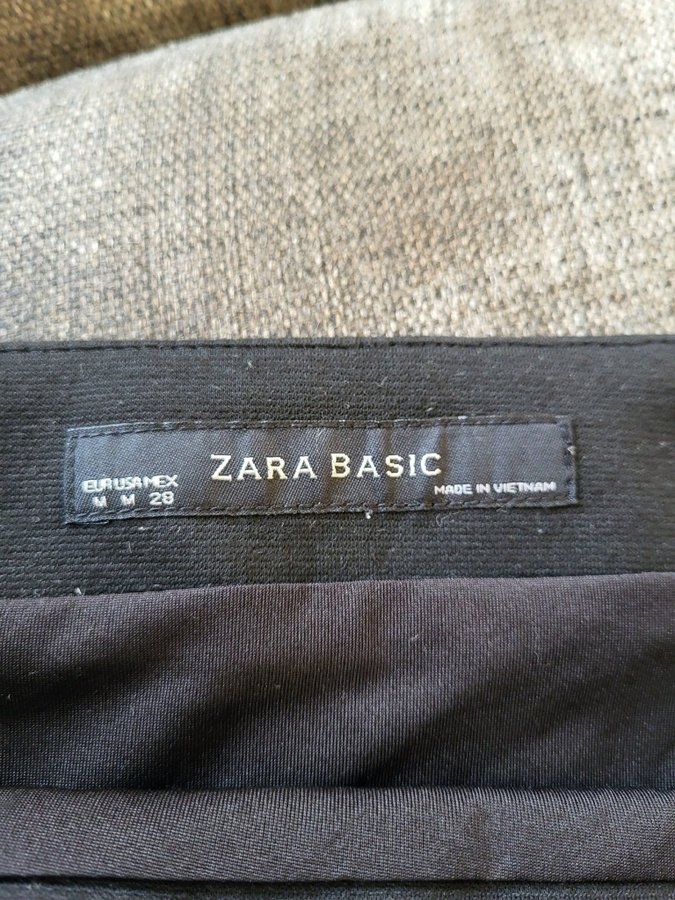 ZARA BASIC
EUR USA MEX
M M 28
MADE IN VIETNAM